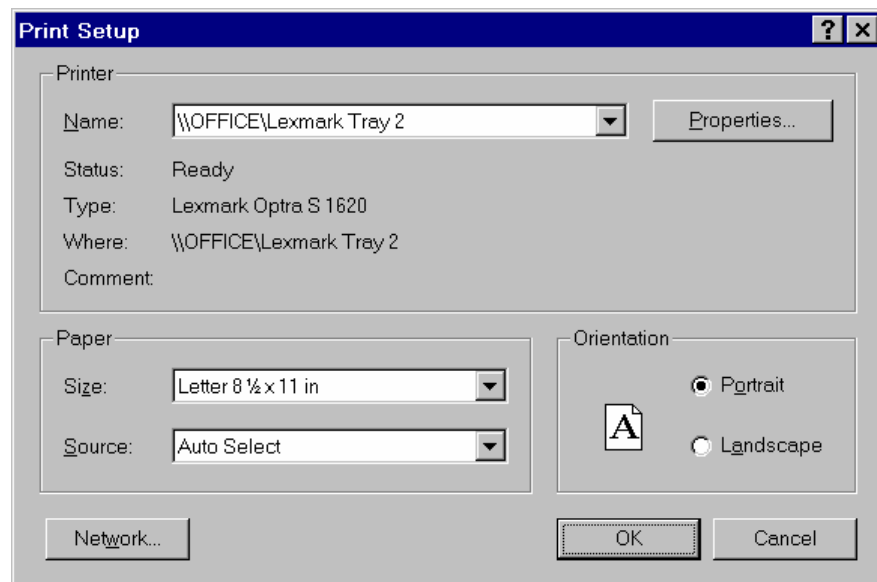 Print Setup ? ×
Printer
Name: \\OFFICE\Lexmark Tray 2 Properties...
Status: Ready
Type: Lexmark Optra S 1620
Where: \\OFFICE\Lexmark Tray 2
Comment:
Paper
Size: Letter 8 ½ x 11 in
Source: Auto Select
Orientation
A
Portrait
Landscape
Network... OK Cancel